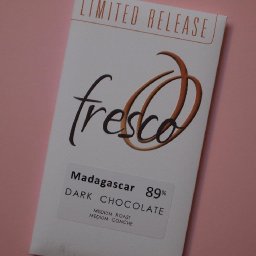 LIMITED RELEASE
fresco
Madagascar 89%
DARK CHOCOLATE
MEDIUM ROAST
MEDIUM CONCHE